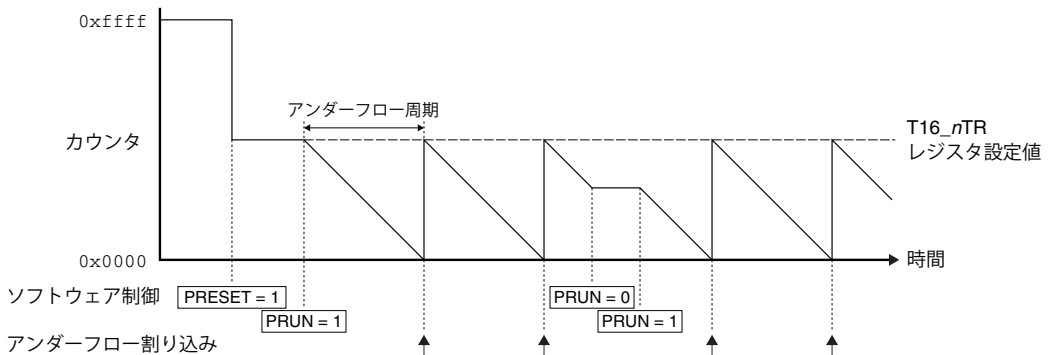 0xffff
アンダーフロー周期
カウンタ
T16_nTR
レジスタ設定値
0x0000
時間
ソフトウェア制御 PRESET = 1 PRUN = 0
PRUN = 1 PRUN = 1
アンダーフロー割り込み